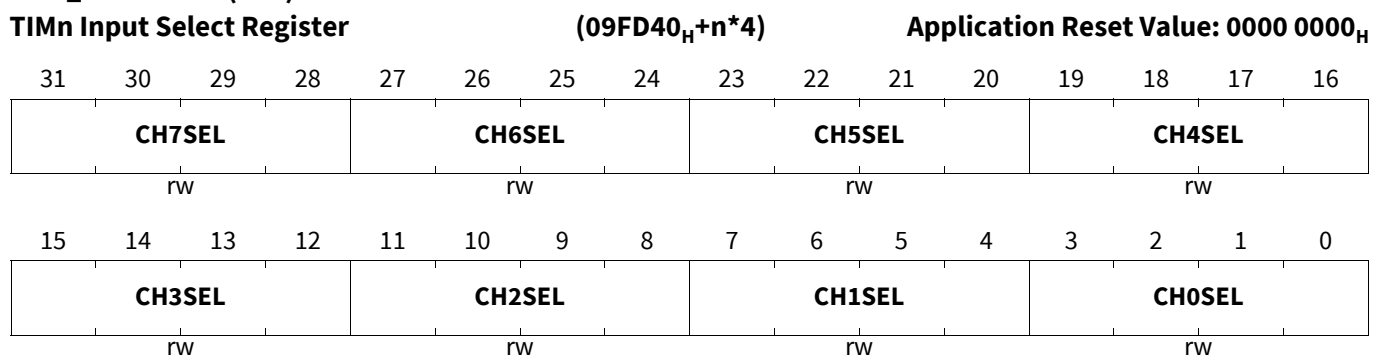 TIMn Input Select Register (09FD40H+n*4) Application Reset Value: 0000 0000H
31 30 29 28 27 26 25 24 23 22 21 20 19 18 17 16
CH7SEL CH6SEL CH5SEL CH4SEL
rw rw rw rw
15 14 13 12 11 10 9 8 7 6 5 4 3 2 1 0
CH3SEL CH2SEL CH1SEL CH0SEL
rw rw rw rw